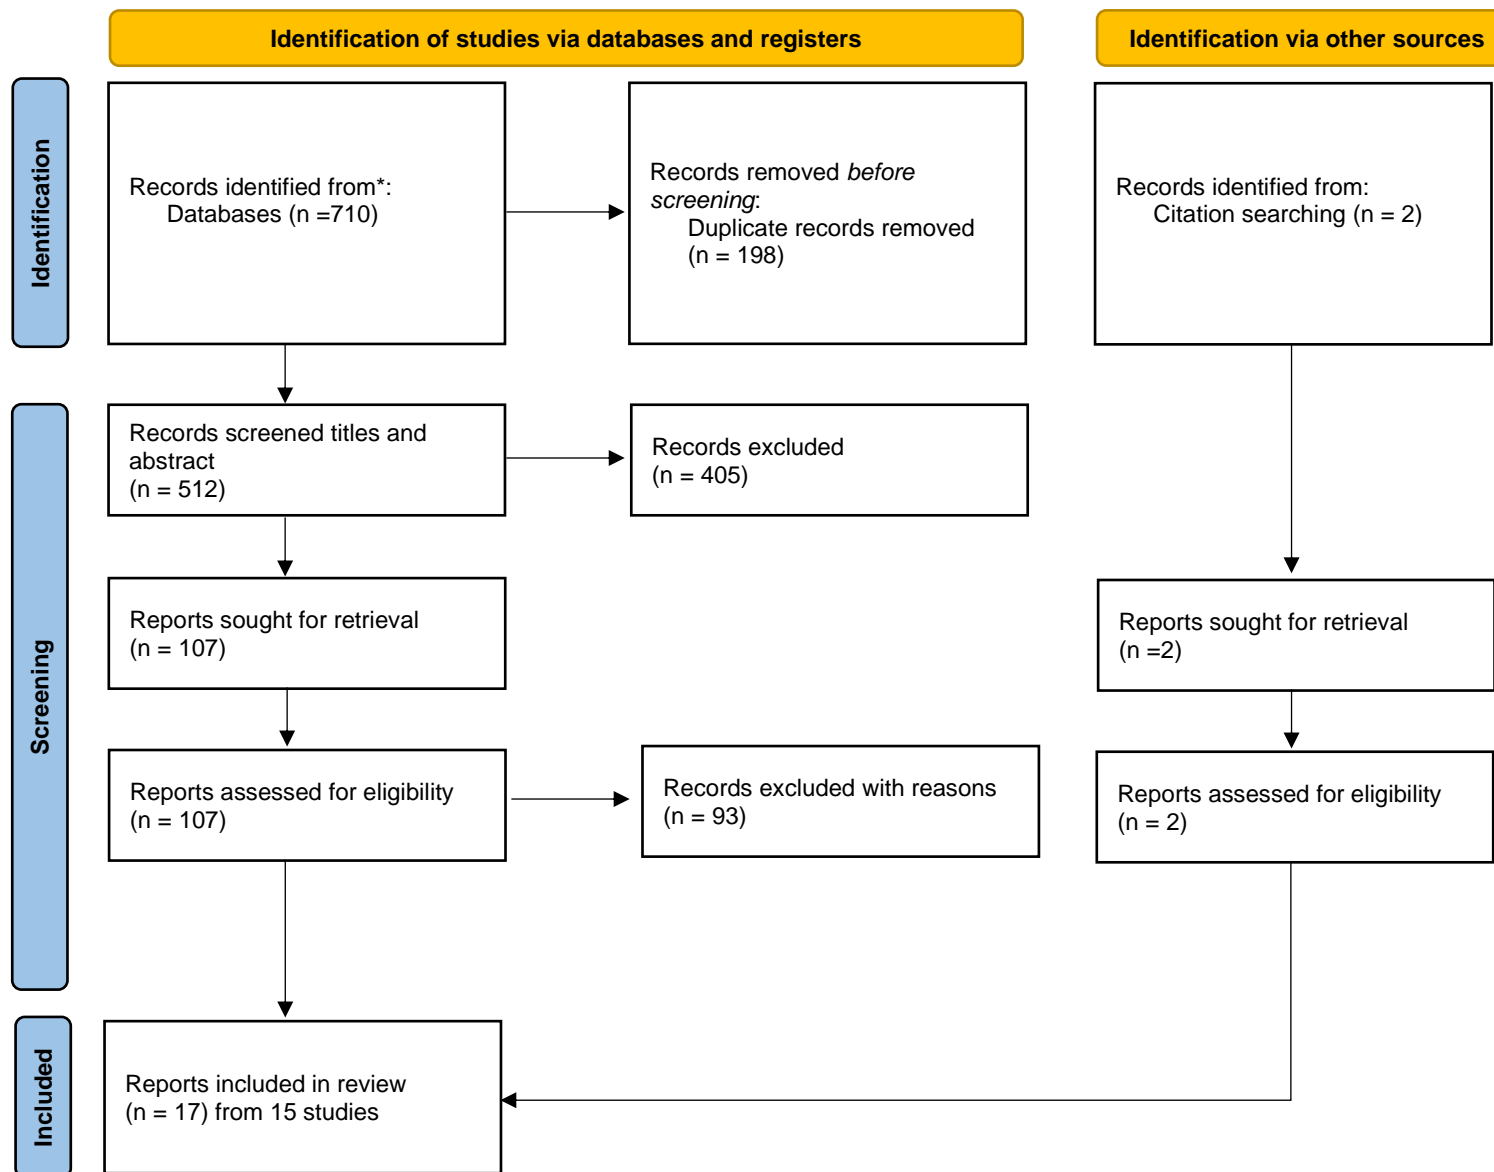 Identification of studies via databases and registers
Identification via other sources
Identification
Records identified from*:
Databases (n =710)
Records removed before
screening:
Duplicate records removed
(n = 198)
Records identified from:
Citation searching (n = 2)
Screening
Records screened titles and
abstract
(n = 512)
Records excluded
(n = 405)
Reports sought for retrieval
(n = 107)
Reports sought for retrieval
(n =2)
Reports assessed for eligibility
(n = 107)
Records excluded with reasons
(n = 93)
Reports assessed for eligibility
(n = 2)
Included
Reports included in review
(n = 17) from 15 studies